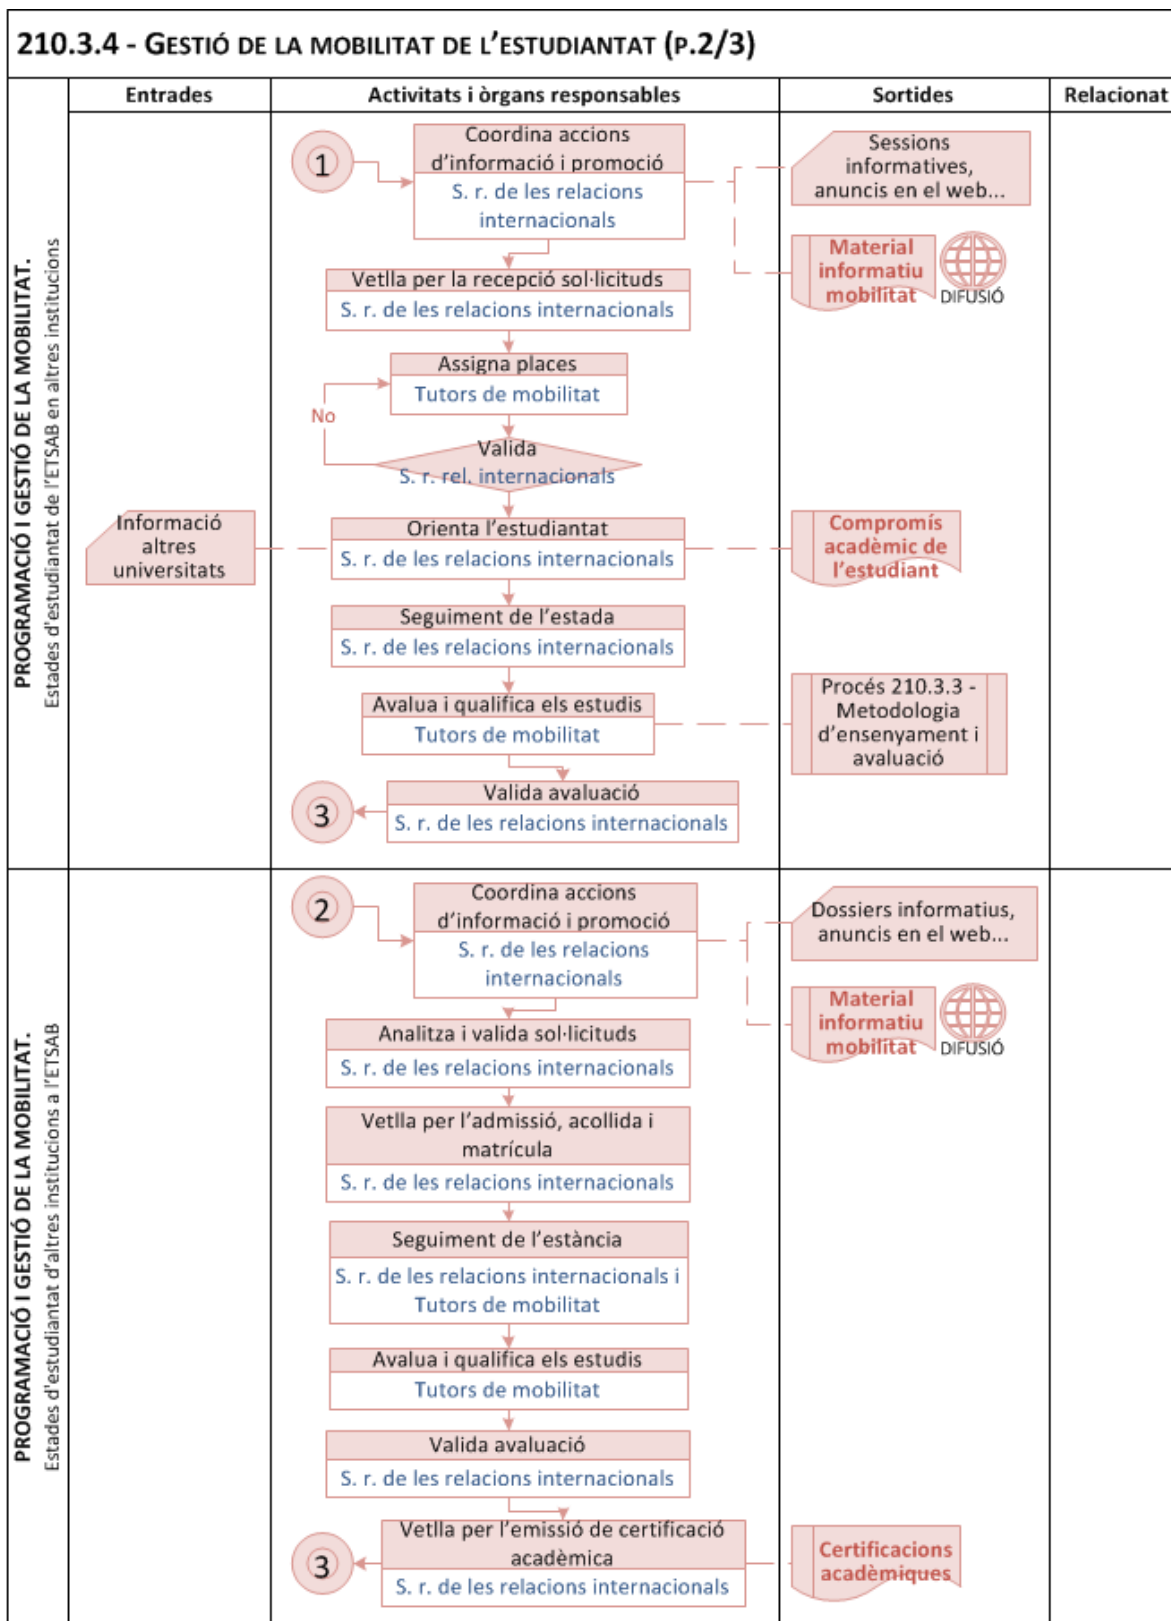 210.3.4 - GESTIÓ DE LA MOBILITAT DE L'ESTUDIANTAT (P.2/3)
Entrades
Activitats i òrgans responsables
Sortides
Relacionat
PROGRAMACIÓ I GESTIÓ DE LA MOBILITAT.
Estades d'estudiantat de l'ETSAB en altres institucions
1
Coordina accions
d'informació i promoció
S. r. de les relacions
internacionals
Sessions
informatives,
anuncis en el web...
Material
informatiu
mobilitat
DIFUSIÓ
Vetlla per la recepció sol·licituds
S. r. de les relacions internacionals
Assigna places
Tutors de mobilitat
No
Valida
S. r. rel. internacionals
Informació
altres
universitats
Orienta l'estudiantat
S. r. de les relacions internacionals
Compromís
acadèmic de
l'estudiant
Seguiment de l'estada
S. r. de les relacions internacionals
Avalua i qualifica els estudis
Tutors de mobilitat
Procés 210.3.3 -
Metodologia
d'ensenyament i
avaluació
Valida avaluació
S. r. de les relacions internacionals
3
PROGRAMACIÓ I GESTIÓ DE LA MOBILITAT.
Estades d'estudiantat d'altres institucions a l'ETSAB
2
Coordina accions
d'informació i promoció
S. r. de les relacions
internacionals
Dossiers informatius,
anuncis en el web...
Material
informatiu
mobilitat
DIFUSIÓ
Analitza i valida sol·licituds
S. r. de les relacions internacionals
Vetlla per l'admissió, acollida i
matrícula
S. r. de les relacions internacionals
Seguiment de l'estància
S. r. de les relacions internacionals i
Tutors de mobilitat
Avalua i qualifica els estudis
Tutors de mobilitat
Valida avaluació
S. r. de les relacions internacionals
3
Vetlla per l'emissió de certificació
acadèmica
S. r. de les relacions internacionals
Certificacions
acadèmiques